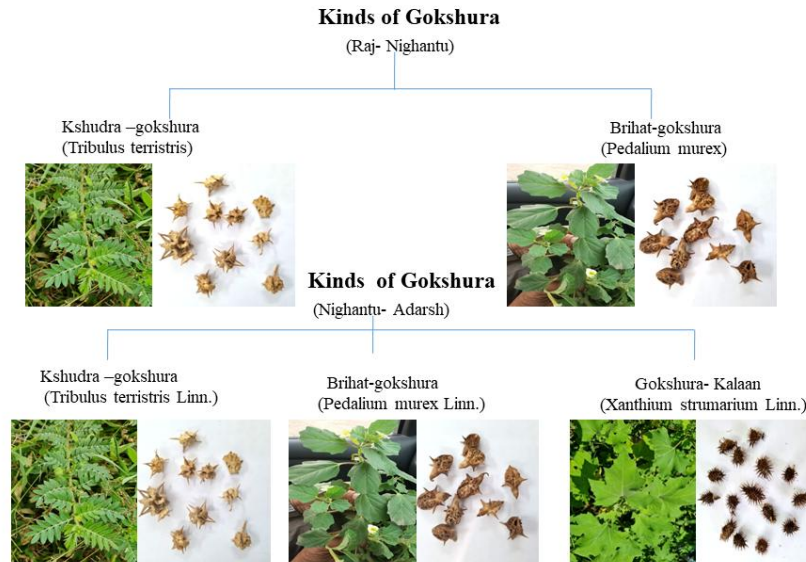 Kinds of Gokshura
(Raj- Nighantu)
Kshudra –gokshura
(Tribulus terristris)
Brihat-gokshura
(Pedalium murex)
Kinds of Gokshura
(Nighantu- Adarsh)
Kshudra –gokshura
(Tribulus terristris Linn.)
Brihat-gokshura
(Pedalium murex Linn.)
Gokshura- Kalaan
(Xanthium strumarium Linn.)